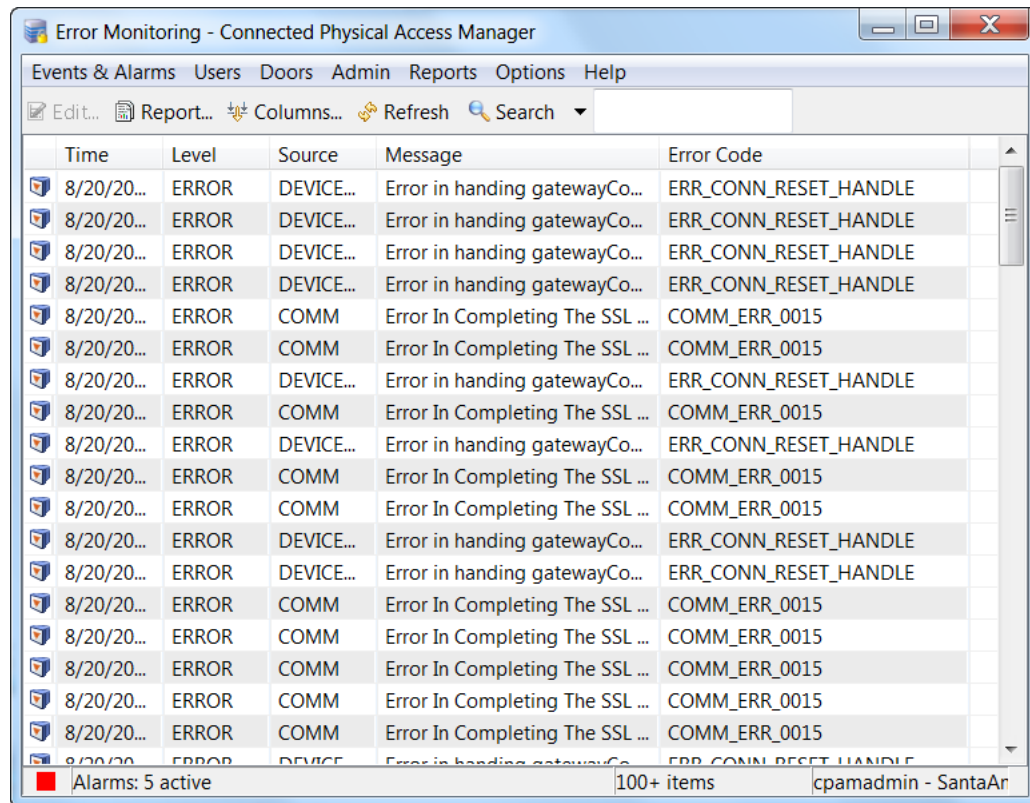 Error Monitoring - Connected Physical Access Manager
Events & Alarms Users Doors Admin Reports Options Help
Edit... Report... Columns... Refresh Search
Time Level Source Message Error Code
8/20/20... ERROR DEVICE... Error in handing gatewayCo... ERR_CONN_RESET_HANDLE
8/20/20... ERROR DEVICE... Error in handing gatewayCo... ERR_CONN_RESET_HANDLE
8/20/20... ERROR DEVICE... Error in handing gatewayCo... ERR_CONN_RESET_HANDLE
8/20/20... ERROR DEVICE... Error in handing gatewayCo... ERR_CONN_RESET_HANDLE
8/20/20... ERROR COMM Error In Completing The SSL ... COMM_ERR_0015
8/20/20... ERROR COMM Error In Completing The SSL ... COMM_ERR_0015
8/20/20... ERROR DEVICE... Error in handing gatewayCo... ERR_CONN_RESET_HANDLE
8/20/20... ERROR COMM Error In Completing The SSL ... COMM_ERR_0015
8/20/20... ERROR DEVICE... Error in handing gatewayCo... ERR_CONN_RESET_HANDLE
8/20/20... ERROR COMM Error In Completing The SSL ... COMM_ERR_0015
8/20/20... ERROR COMM Error In Completing The SSL ... COMM_ERR_0015
8/20/20... ERROR DEVICE... Error in handing gatewayCo... ERR_CONN_RESET_HANDLE
8/20/20... ERROR DEVICE... Error in handing gatewayCo... ERR_CONN_RESET_HANDLE
8/20/20... ERROR COMM Error In Completing The SSL ... COMM_ERR_0015
8/20/20... ERROR COMM Error In Completing The SSL ... COMM_ERR_0015
8/20/20... ERROR COMM Error In Completing The SSL ... COMM_ERR_0015
8/20/20... ERROR COMM Error In Completing The SSL ... COMM_ERR_0015
8/20/20... ERROR COMM Error In Completing The SSL ... COMM_ERR_0015
8/20/20... ERROR DEVICE... Error in handing gatewayCo... ERR_CONN_RESET_HANDLE
Alarms: 5 active 100+ items cpamadmin - SantaAn